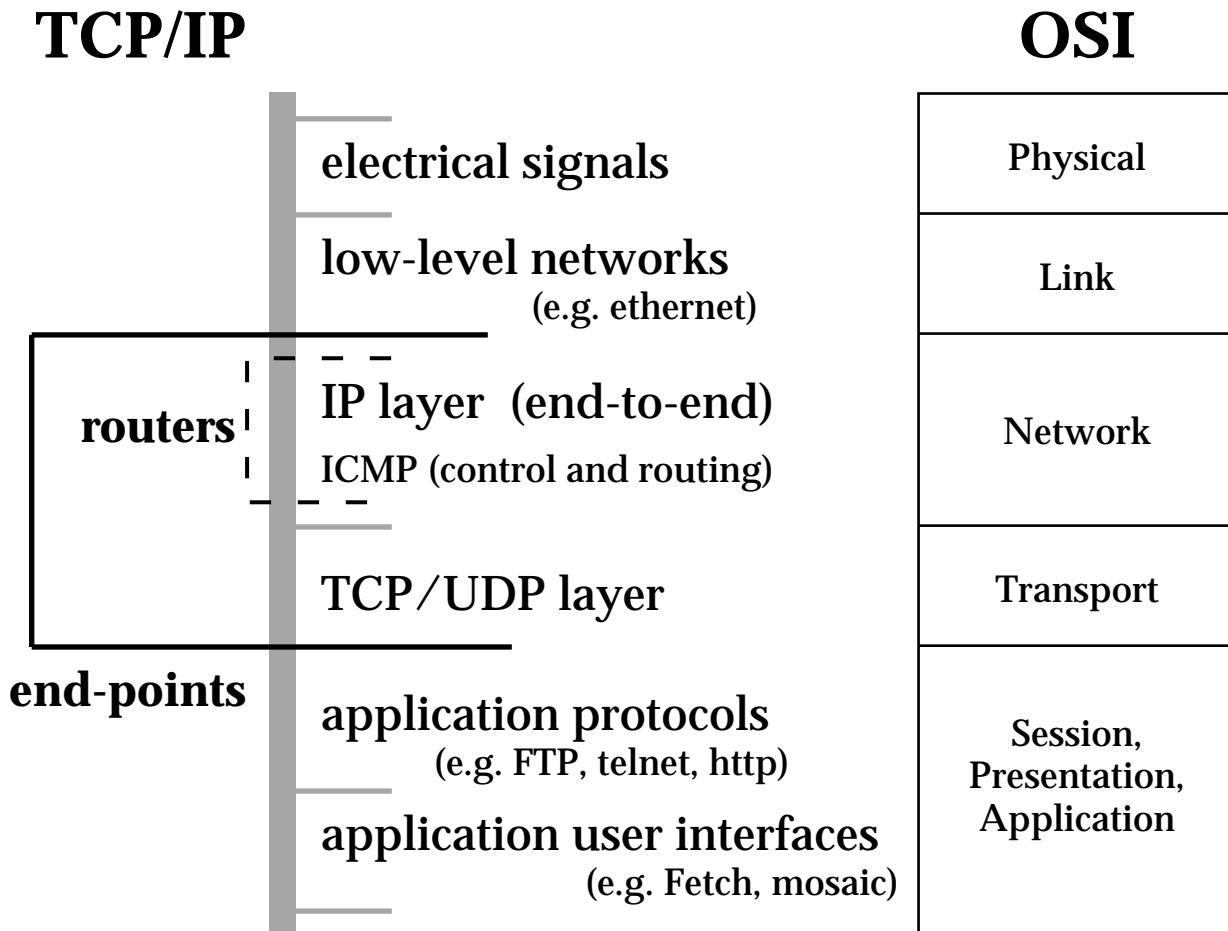 TCP/IP
OSI
electrical signals
Physical
low-level networks
(e.g. ethernet)
Link
routers
IP layer (end-to-end)
ICMP (control and routing)
Network
TCP/UDP layer
Transport
end-points
application protocols
(e.g. FTP, telnet, http)
application user interfaces
(e.g. Fetch, mosaic)
Session,
Presentation,
Application